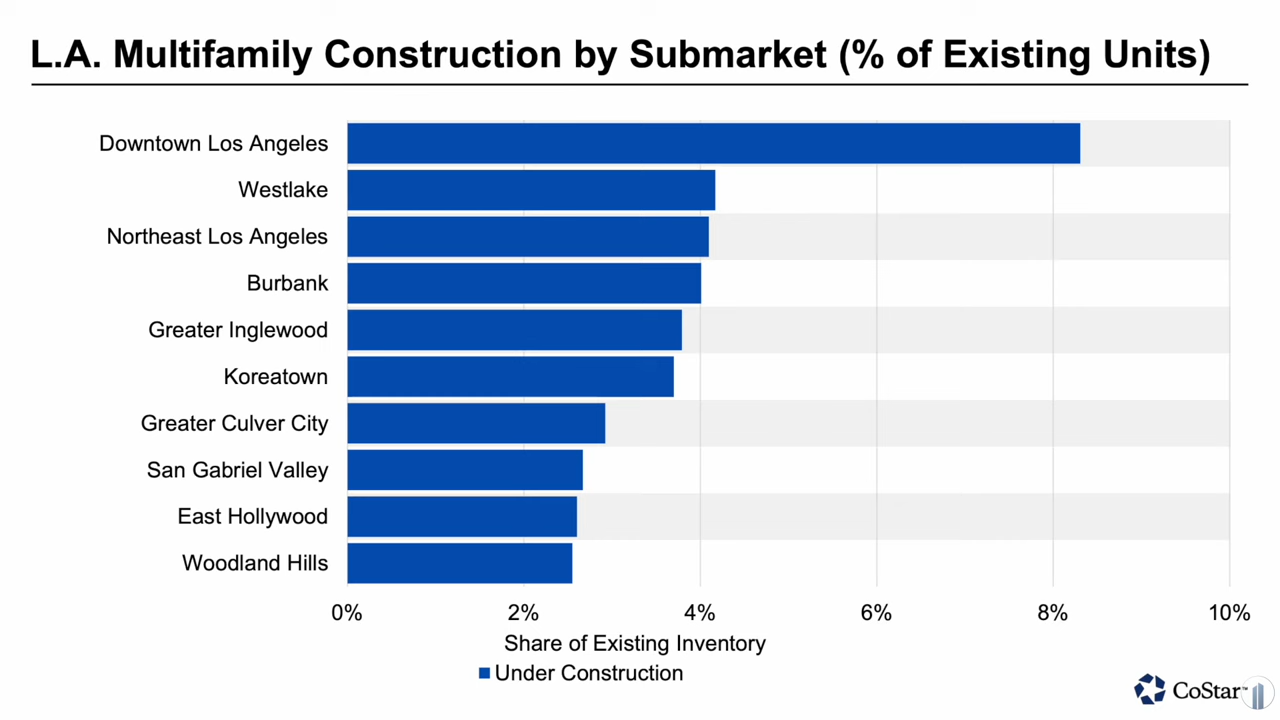 L.A. Multifamily Construction by Submarket (% of Existing Units)
Downtown Los Angeles
Westlake
Northeast Los Angeles
Burbank
Greater Inglewood
Koreatown
Greater Culver City
San Gabriel Valley
East Hollywood
Woodland Hills
0% 2% 4% 6% 8% 10%
Share of Existing Inventory
Under Construction
CoStar™